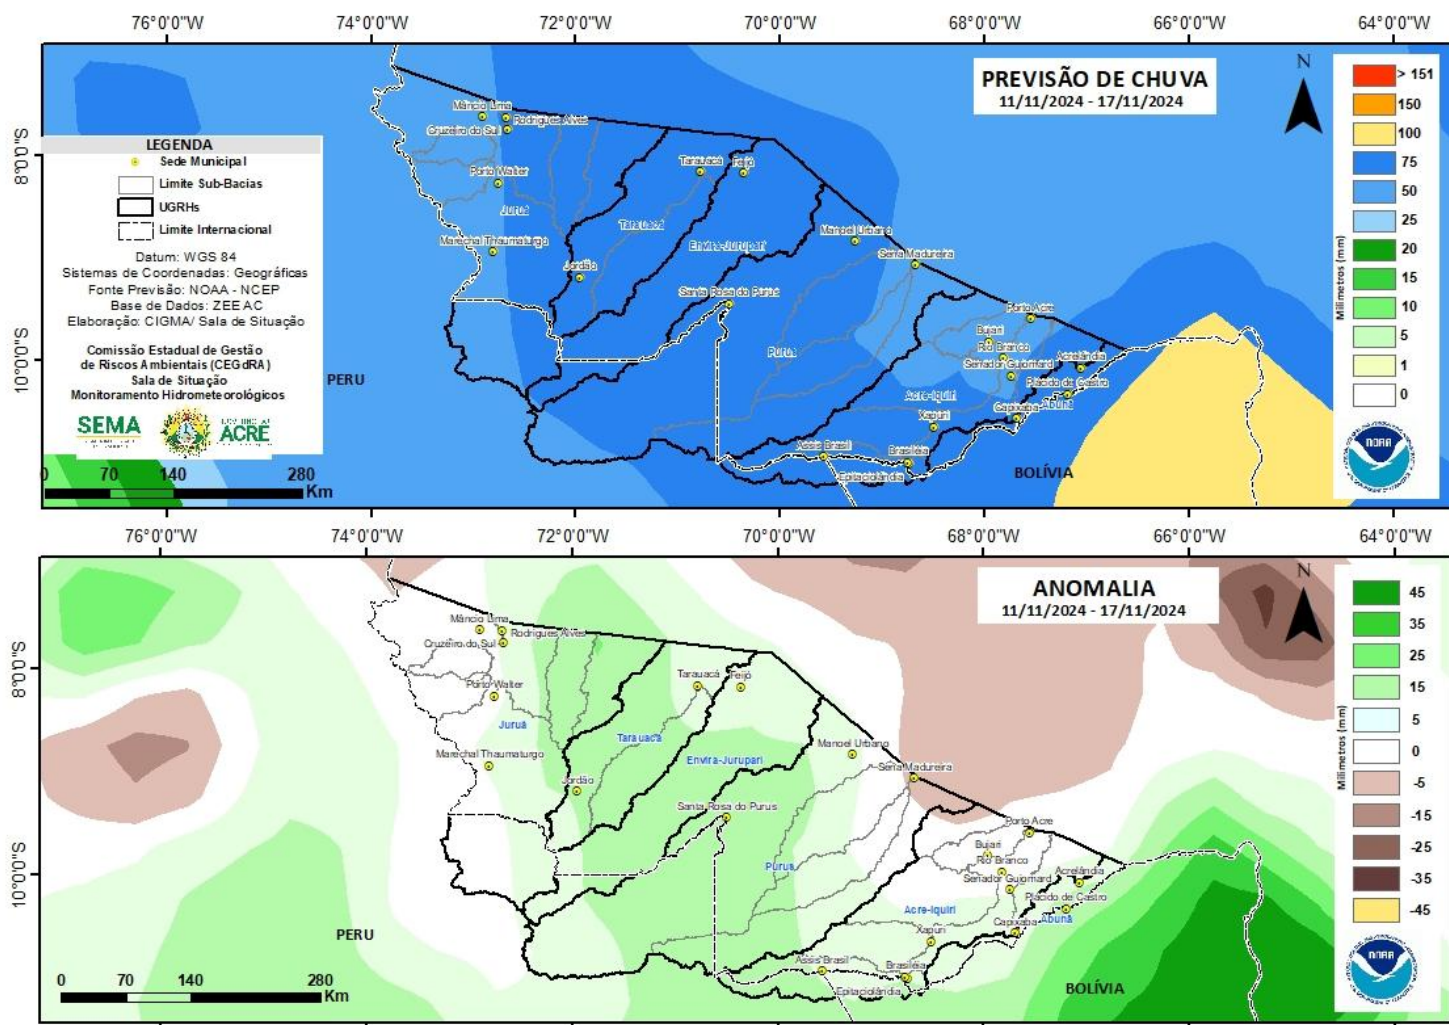 76°0'0"W 74°0'0"W 72°0'0"W 70°0'0"W 68°0'0"W 66°0'0"W 64°0'0"W
PREVISÃO DE CHUVA
11/11/2024 - 17/11/2024
N
> 151
150
100
75
50
25
20
15
10
5
1
0
Milímetros (mm)
NOAA
8°0'0"S
10°0'0"S
LEGENDA
Sede Municipal
Limite Sub-Bacias
UGRHs
Limite Internacional
Datum: WGS 84
Sistemas de Coordenadas: Geográficas
Fonte Previsão: NOAA - NCEP
Base de Dados: ZEE AC
Elaboração: CIGMA/ Sala de Situação
Comissão Estadual de Gestão
de Riscos Ambientais (CEGdRA)
Sala de Situação
Monitoramento Hidrometeorológicos
SEMA
ACRE
0 70 140 280
Km
PERU
BOLÍVIA
Mâncio Lima
Rodrigues Alves
Cruzeiro do Sul
Porto Walter
Juruá
Marechal Thaumaturgo
Jordão
Tarauacá
Feijó
Tarauacá
Envira-Jurupari
Santa Rosa do Purus
Manoel Urbano
Sena Madureira
Purus
Porto Acre
Bujari
Rio Branco
Senador Guiomard
Acrelândia
Plácido de Castro
Acre-Iquiri
Capixaba
Abunã
Xapuri
Assis Brasil
Brasiléia
Epitaciolândia
76°0'0"W 74°0'0"W 72°0'0"W 70°0'0"W 68°0'0"W 66°0'0"W 64°0'0"W
ANOMALIA
11/11/2024 - 17/11/2024
N
45
35
25
15
5
0
-5
-15
-25
-35
-45
Milímetros (mm)
NOAA
8°0'0"S
10°0'0"S
Mâncio Lima
Rodrigues Alves
Cruzeiro do Sul
Porto Walter
Juruá
Marechal Thaumaturgo
Jordão
Tarauacá
Feijó
Tarauacá
Envira-Jurupari
Santa Rosa do Purus
Manoel Urbano
Sena Madureira
Purus
Porto Acre
Bujari
Rio Branco
Senador Guiomard
Acrelândia
Plácido de Castro
Acre-Iquiri
Capixaba
Abunã
Xapuri
Assis Brasil
Brasiléia
Epitaciolândia
PERU
BOLÍVIA
0 70 140 280
Km